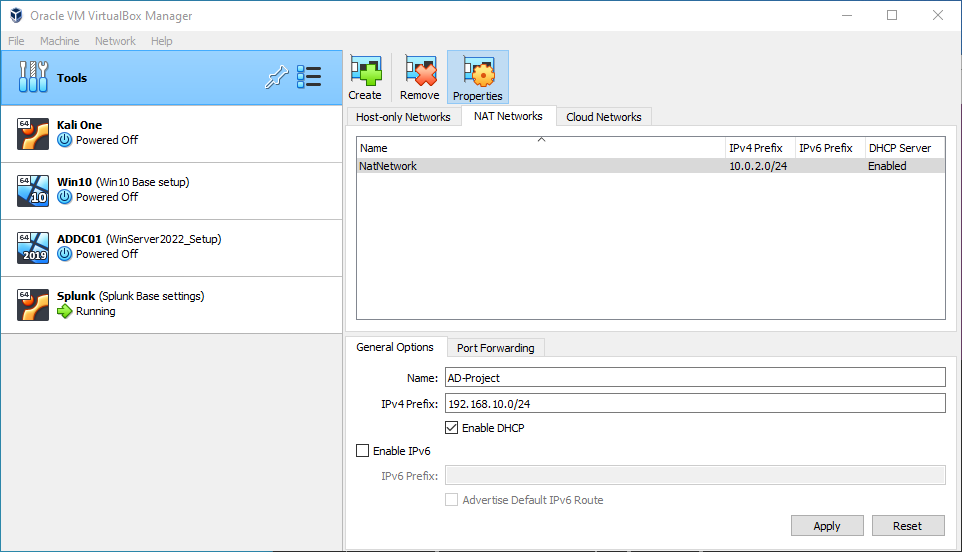 Oracle VM VirtualBox Manager
File Machine Network Help
Tools
64
Kali One
Powered Off
64
10
Win10 (Win10 Base setup)
Powered Off
64
2019
ADDC01 (WinServer2022_Setup)
Powered Off
64
Splunk (Splunk Base settings)
Running
Create Remove Properties
Host-only Networks NAT Networks Cloud Networks
Name IPv4 Prefix IPv6 Prefix DHCP Server
NatNetwork 10.0.2.0/24 Enabled
General Options Port Forwarding
Name: AD-Project
IPv4 Prefix: 192.168.10.0/24
Enable DHCP
Enable IPv6
IPv6 Prefix:
Advertise Default IPv6 Route
Apply Reset